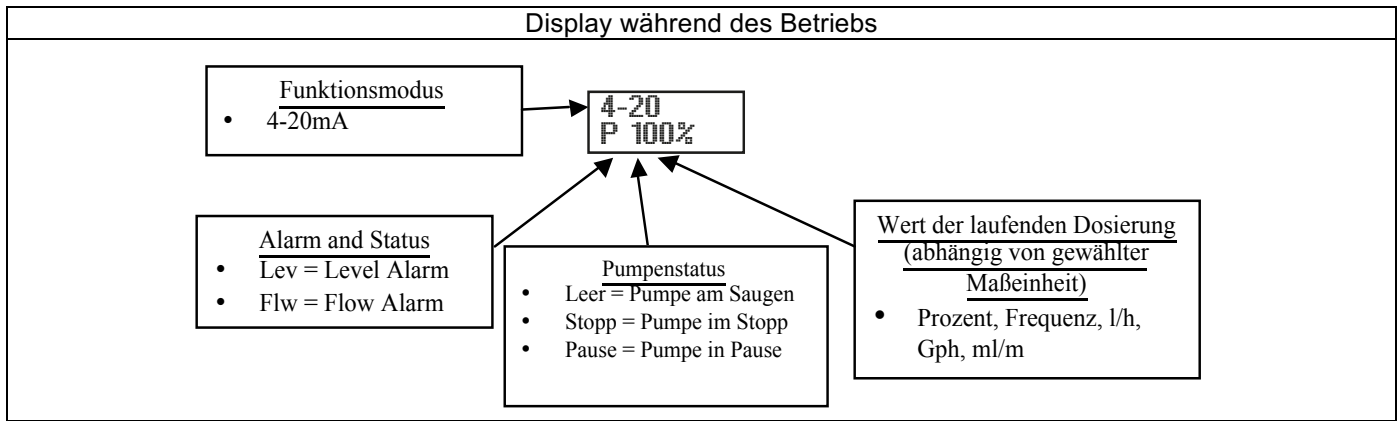 Display während des Betriebs
Funktionsmodus
• 4-20mA
4-20
P 100%
Alarm and Status
• Lev = Level Alarm
• Flw = Flow Alarm
Pumpenstatus
• Leer = Pumpe am Saugen
• Stopp = Pumpe im Stopp
• Pause = Pumpe in Pause
Wert der laufenden Dosierung
(abhängig von gewählter
Maßeinheit)
• Prozent, Frequenz, l/h,
Gph, ml/m